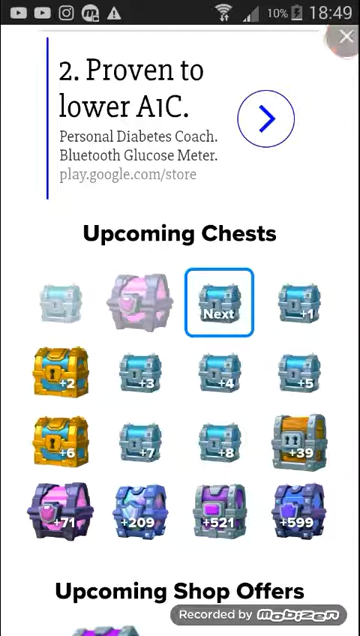 10% 18:49
2. Proven to
lower A1C.
Personal Diabetes Coach.
Bluetooth Glucose Meter.
play.google.com/store
Upcoming Chests
Next +1
+2 +3 +4 +5
+6 +7 +8 +39
+71 +209 +521 +599
Upcoming Shop Offers
Recorded by mobizen